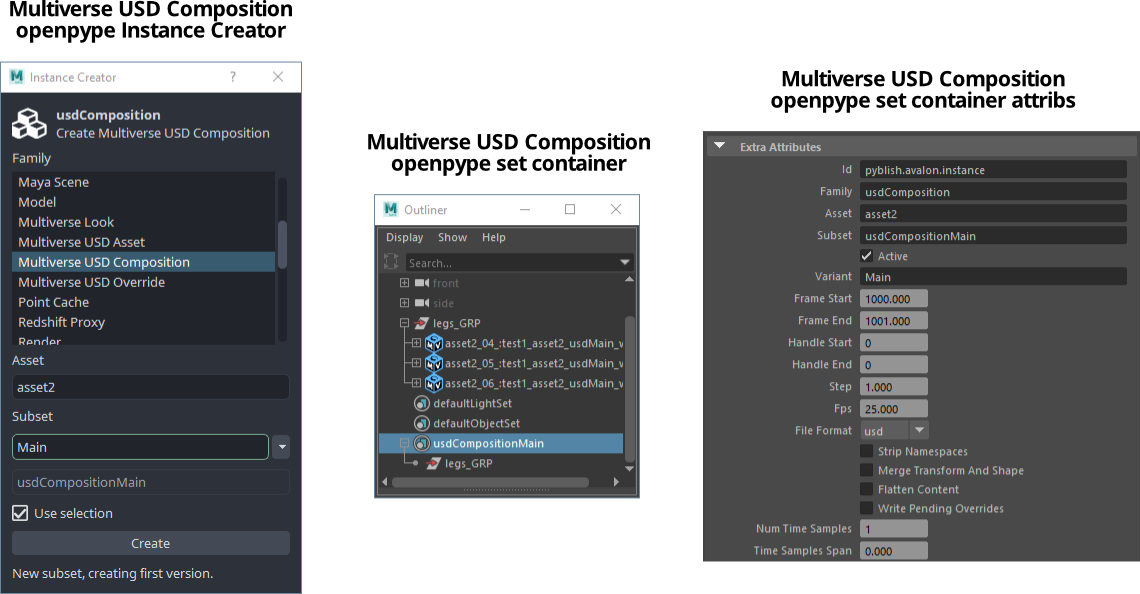 Multiverse USD Composition
openpype Instance Creator
Instance Creator
?
usdComposition
Create Multiverse USD Composition
Family
Maya Scene
Model
Multiverse Look
Multiverse USD Asset
Multiverse USD Composition
Multiverse USD Override
Point Cache
Redshift Proxy
Render
Asset
asset2
Subset
Main
usdCompositionMain
Use selection
Create
New subset, creating first version.
Multiverse USD Composition
openpype set container
Outliner
Display Show Help
Search...
front
side
legs_GRP
asset2_04_:test1_asset2_usdMain_v
asset2_05_:test1_asset2_usdMain_v
asset2_06_:test1_asset2_usdMain_v
defaultLightSet
defaultObjectSet
usdCompositionMain
legs_GRP
Multiverse USD Composition
openpype set container attribs
Extra Attributes
Id pyblish.avalon.instance
Family usdComposition
Asset asset2
Subset usdCompositionMain
Active
Variant Main
Frame Start 1000.000
Frame End 1001.000
Handle Start 0
Handle End 0
Step 1.000
Fps 25.000
File Format usd
Strip Namespaces
Merge Transform And Shape
Flatten Content
Write Pending Overrides
Num Time Samples 1
Time Samples Span 0.000